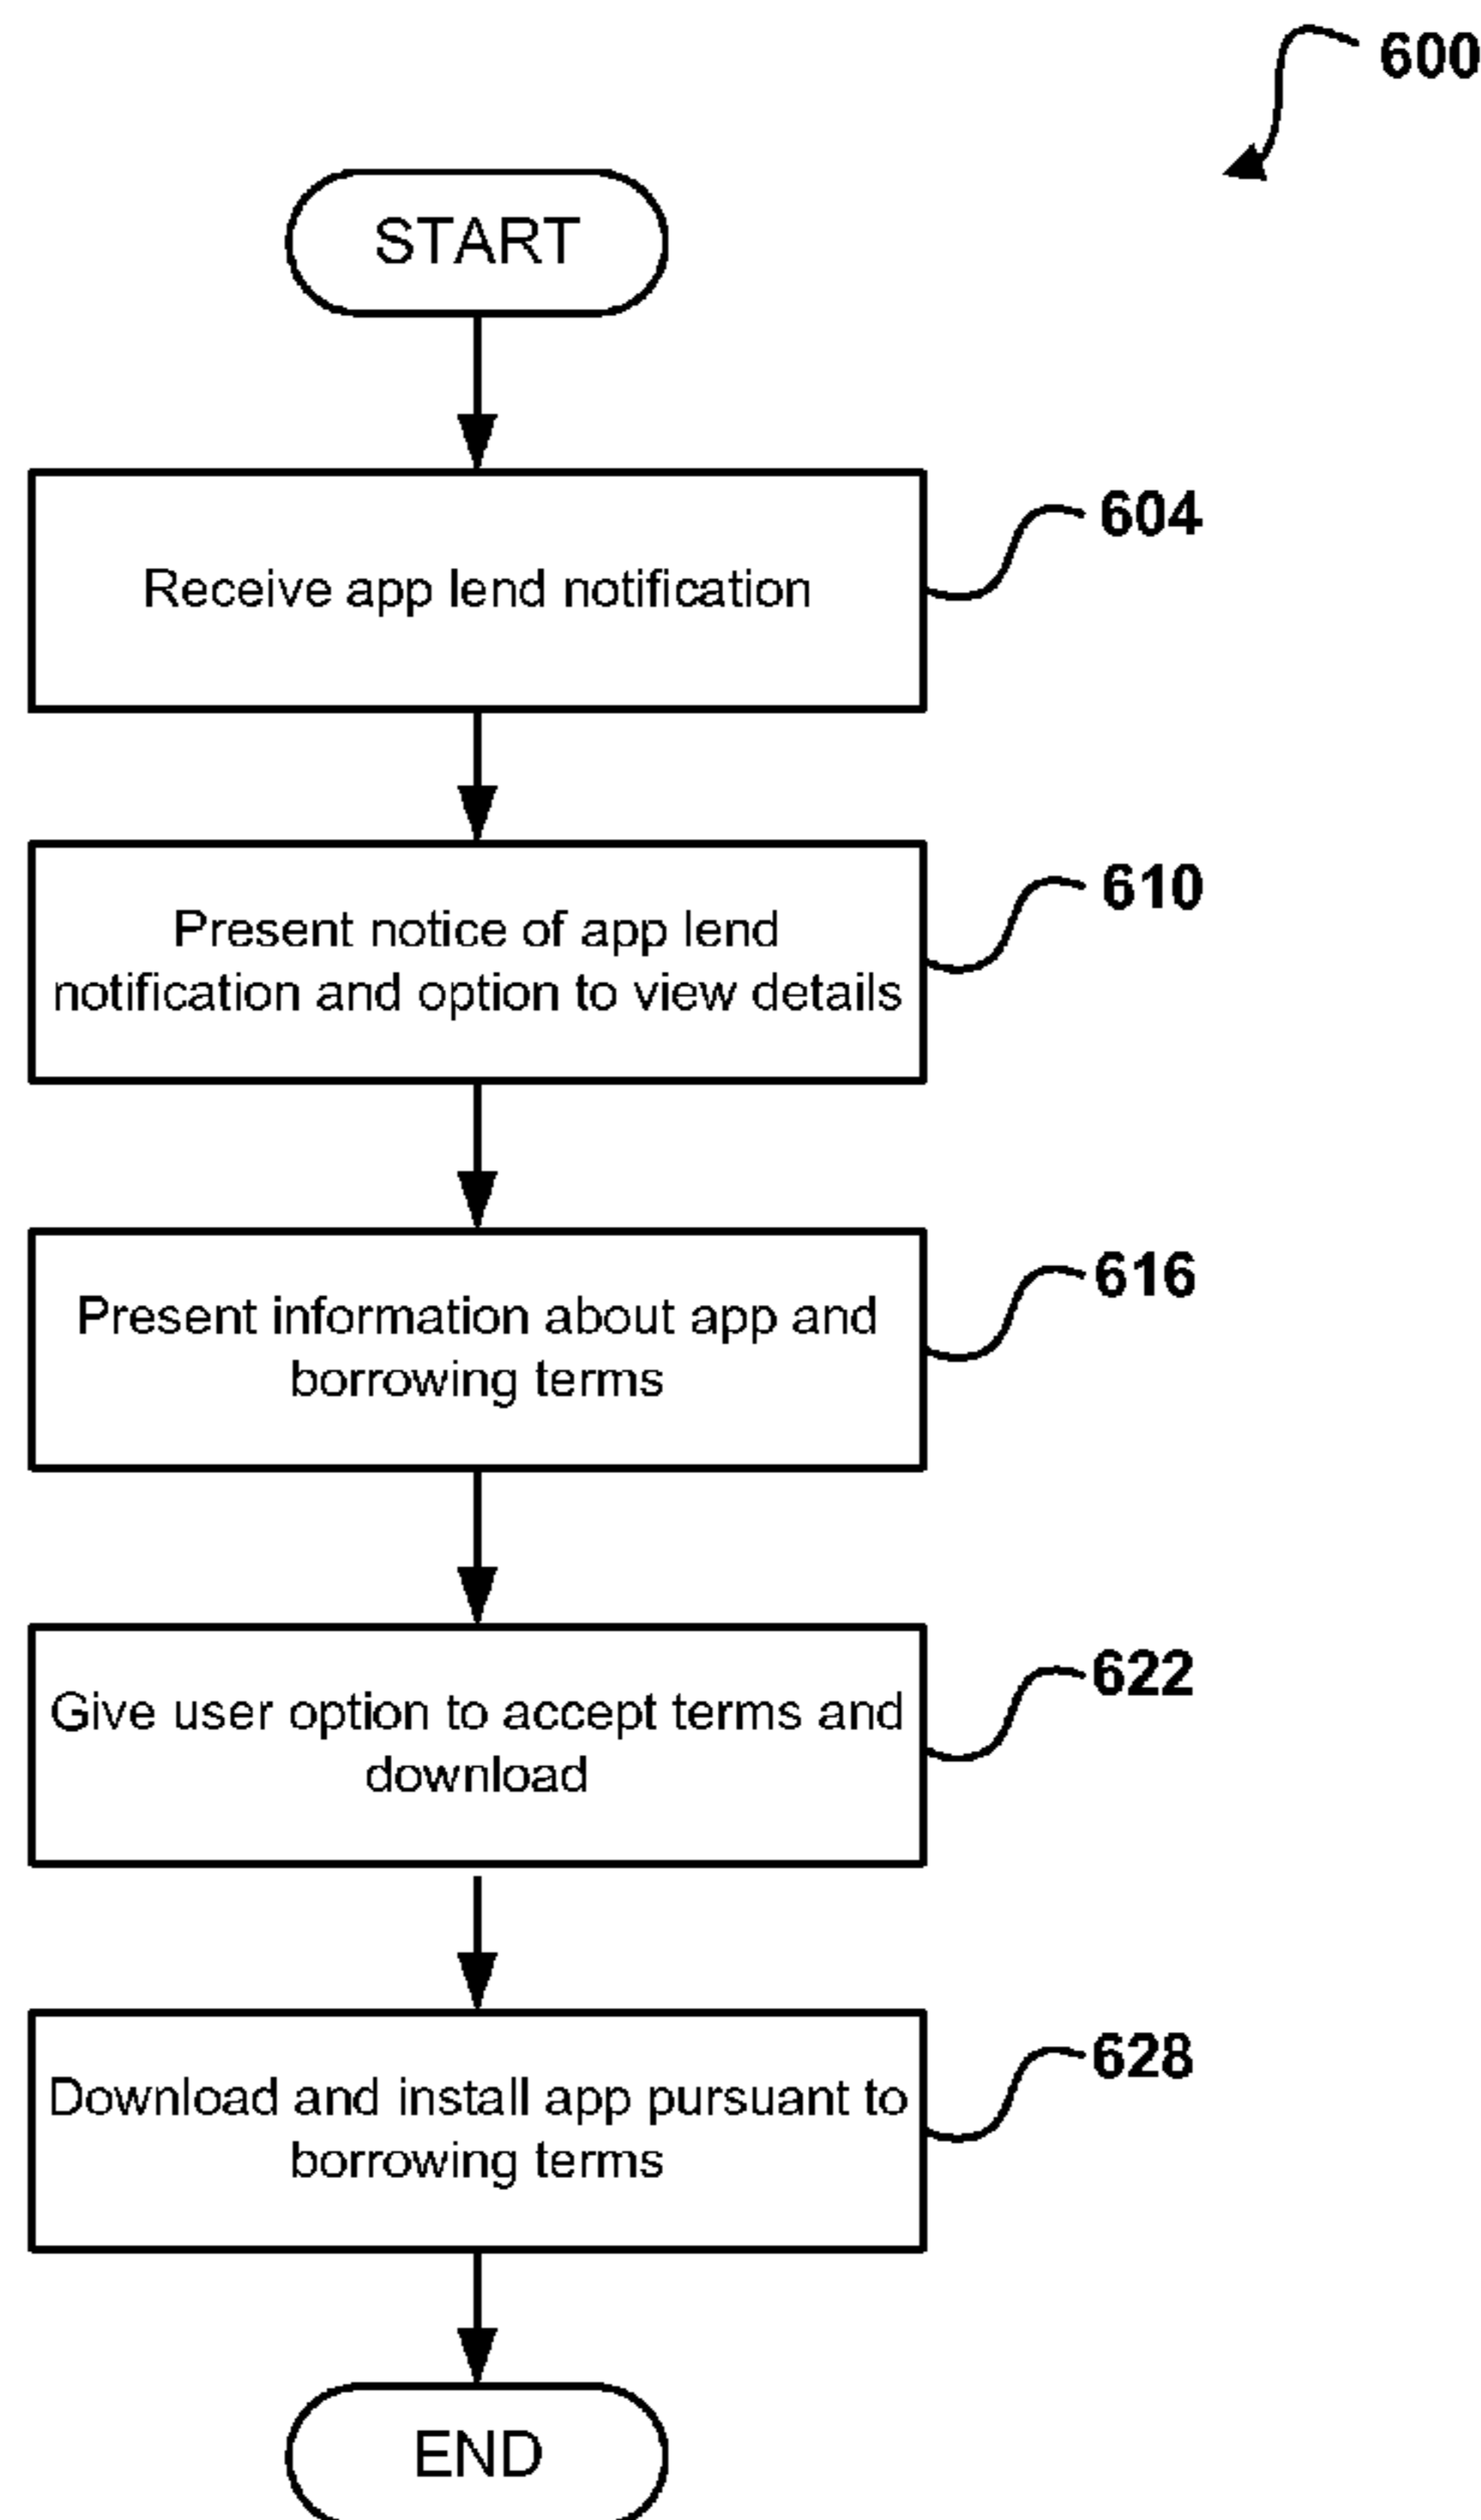 600
START
Receive app lend notification
604
Present notice of app lend
notification and option to view details
610
Present information about app and
borrowing terms
616
Give user option to accept terms and
download
622
Download and install app pursuant to
borrowing terms
628
END